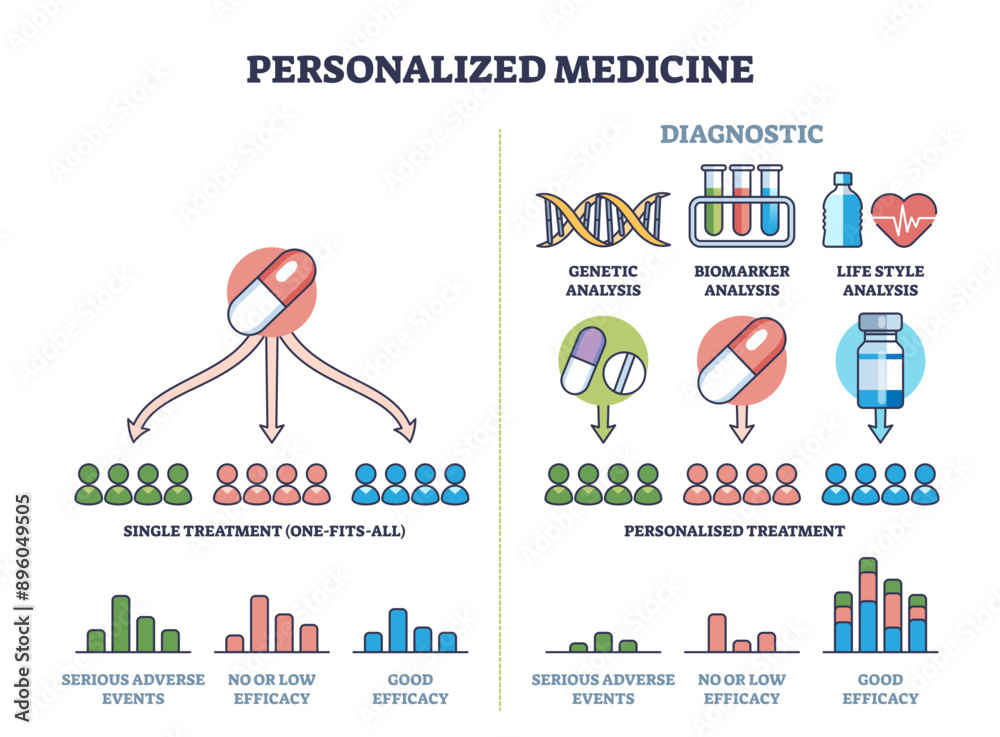 PERSONALIZED MEDICINE
DIAGNOSTIC
GENETIC
ANALYSIS
BIOMARKER
ANALYSIS
LIFE STYLE
ANALYSIS
SINGLE TREATMENT (ONE-FITS-ALL)
PERSONALISED TREATMENT
SERIOUS ADVERSE
EVENTS
NO OR LOW
EFFICACY
GOOD
EFFICACY
SERIOUS ADVERSE
EVENTS
NO OR LOW
EFFICACY
GOOD
EFFICACY
Adobe Stock | #896049505